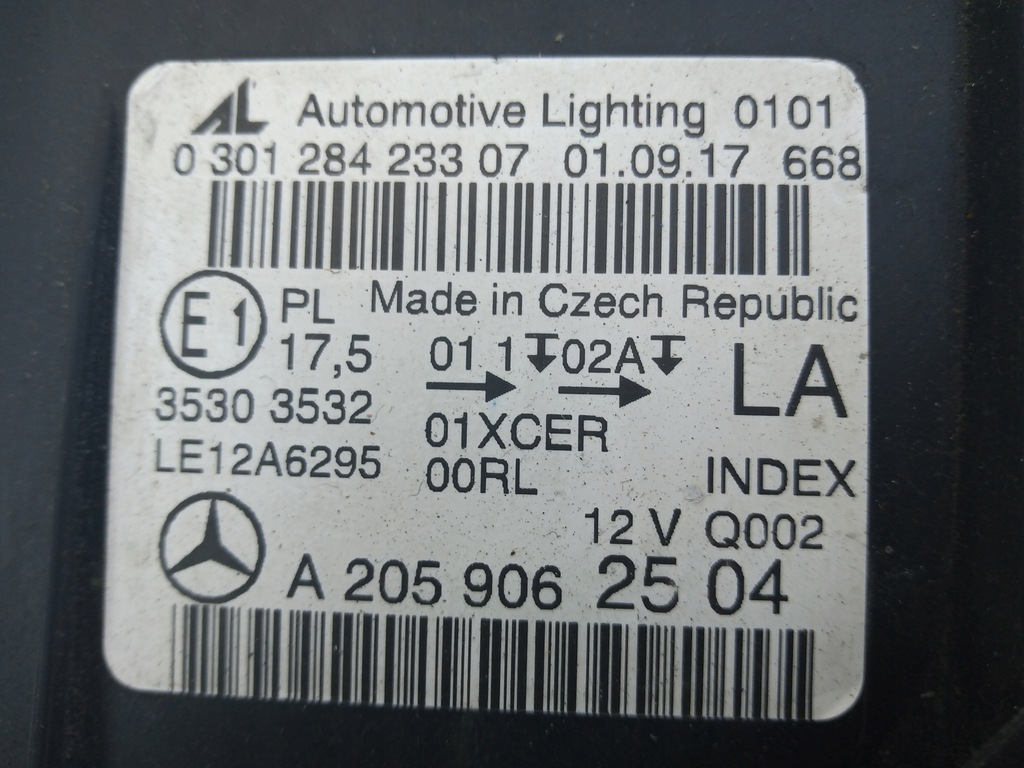 AL Automotive Lighting 0101
0 301 284 233 07 01.09.17 668
E1 PL Made in Czech Republic
17,5 01 1 02A LA
3530 3532 01XCER
LE12A6295 00RL INDEX
12 V Q002
A 205 906 25 04